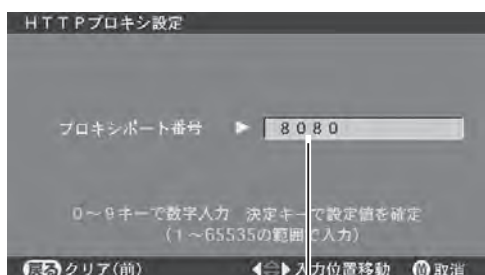 HTTPプロキシ設定
プロキシポート番号 ▶ 8080
0～9キーで数字入力 決定キーで設定値を確定
(1～65535の範囲で入力)
戻る クリア(前) ◀▶入力位置移動 Ⓜ取消